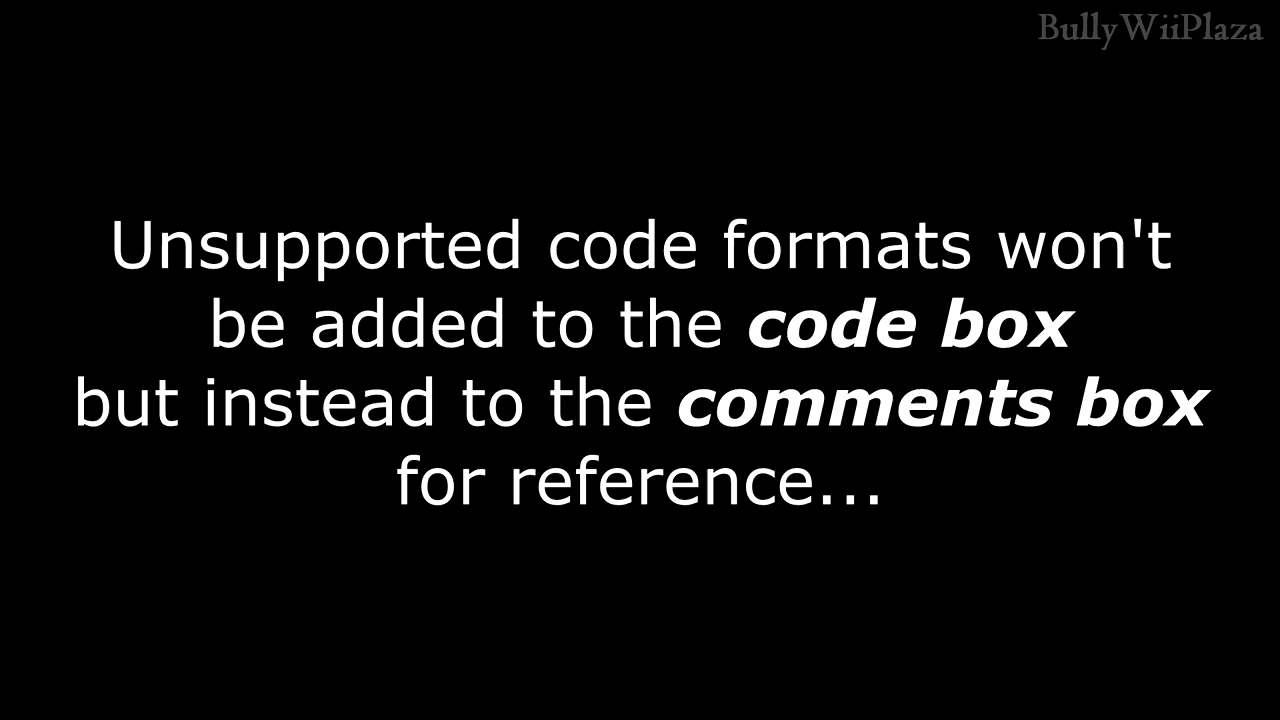 BullyWiiPlaza
Unsupported code formats won't
be added to the code box
but instead to the comments box
for reference...